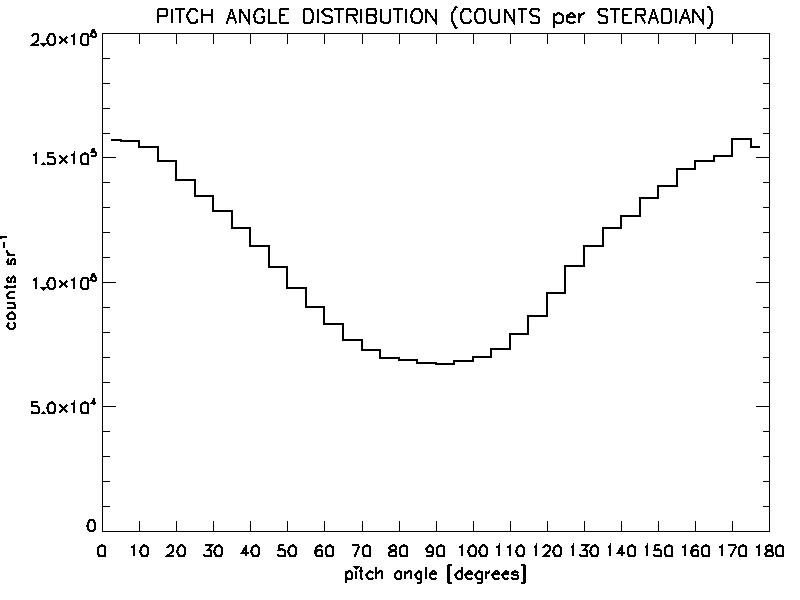 PITCH ANGLE DISTRIBUTION (COUNTS per STERADIAN)
2.0×10⁵
1.5×10⁵
1.0×10⁵
5.0×10⁴
0
counts sr⁻¹
0 10 20 30 40 50 60 70 80 90 100 110 120 130 140 150 160 170 180
pitch angle [degrees]